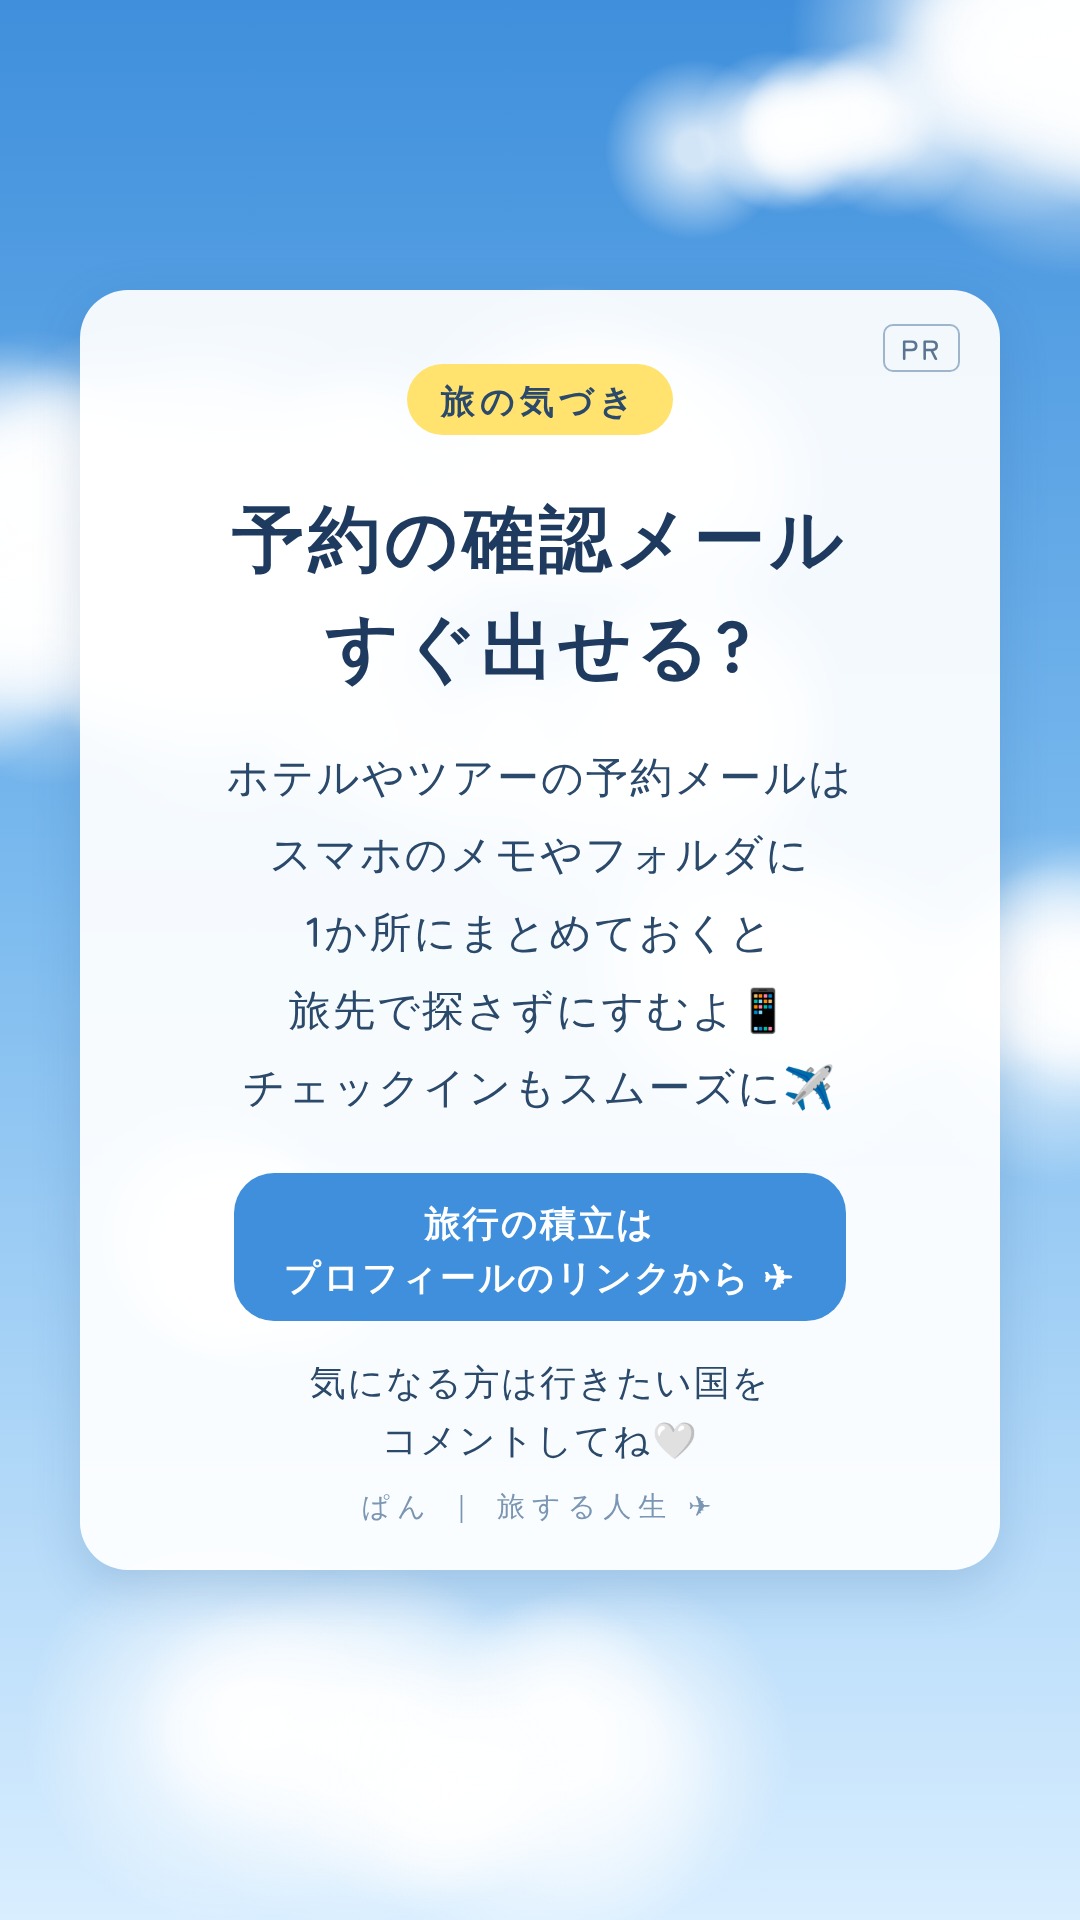 PR
旅の気づき
予約の確認メール
すぐ出せる?
ホテルやツアーの予約メールは
スマホのメモやフォルダに
1か所にまとめておくと
旅先で探さずにすむよ📱
チェックインもスムーズに✈️
旅行の積立は
プロフィールのリンクから ✈
気になる方は行きたい国を
コメントしてね🤍
ぱん ｜ 旅する人生 ✈